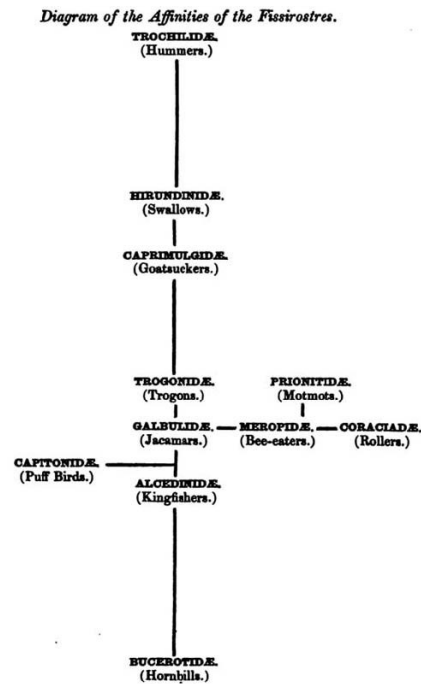 Diagram of the Affinities of the Fissirostres.
TROCHILIDÆ.
(Hummers.)
HIRUNDINIDÆ.
(Swallows.)
CAPRIMULGIDÆ.
(Goatsuckers.)
TROGONIDÆ.
(Trogons.)
PRIONITIDÆ.
(Motmots.)
GALBULIDÆ.
(Jacamars.)
MEROPIDÆ.
(Bee-eaters.)
CORACIADÆ.
(Rollers.)
CAPITONIDÆ.
(Puff Birds.)
ALCEDINIDÆ.
(Kingfishers.)
BUCEROTIDÆ.
(Hornbills.)